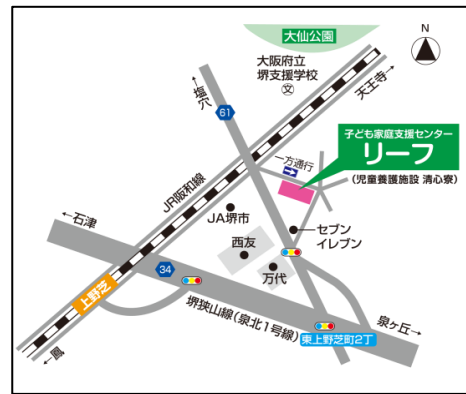 大仙公園
N
大阪府立
堺支援学校
文
←塩穴
天王寺→
61
子ども家庭支援センター
リーフ
(児童養護施設 清心寮)
一方通行
JR阪和線
JA堺市
セブン
イレブン
←石津
西友
万代
34
上野芝
堺狭山線(泉北1号線)
泉ヶ丘→
東上野芝町2丁
←鳳